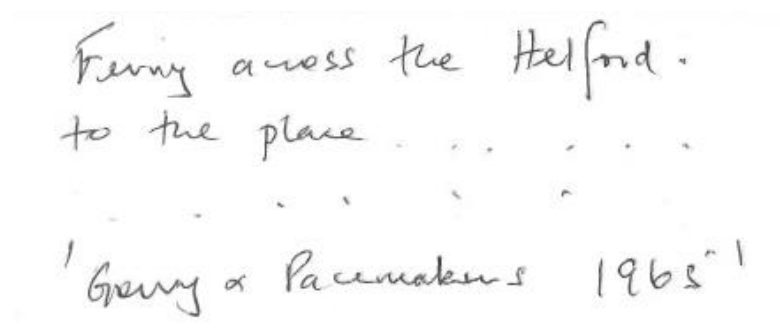 Ferry across the Helford.
to the place . . . . . . .
. . . . . . .
'Gerry & Pacemakers 1965'